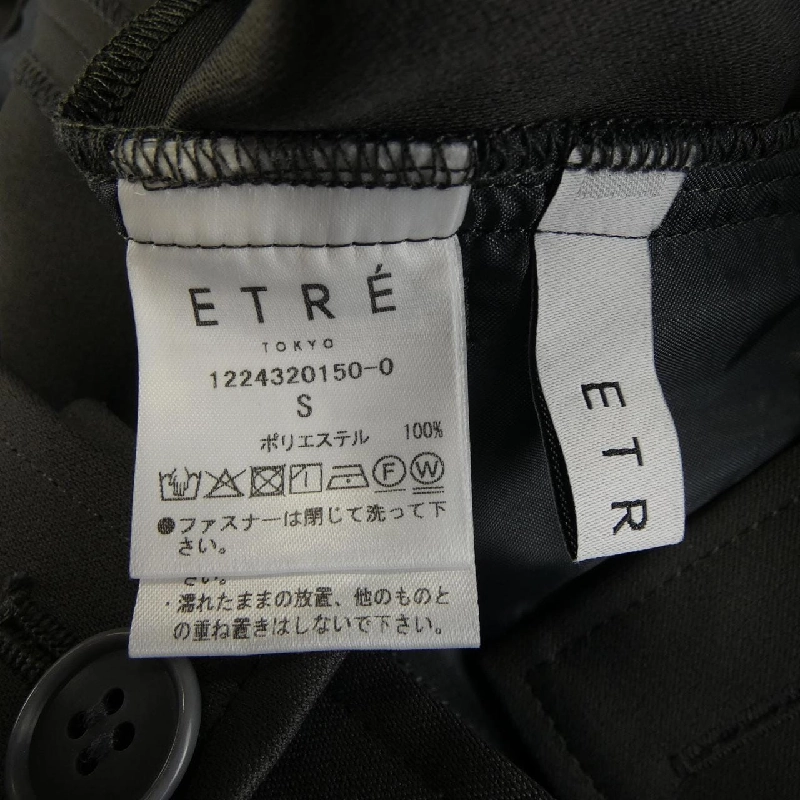 ETRÉ
TOKYO
1224320150-0
S
ポリエステル 100%
F W
●ファスナーは閉じて洗って下
さい。
さい。
・濡れたままの放置、他のものと
の重ね置きはしないで下さい。
ETR